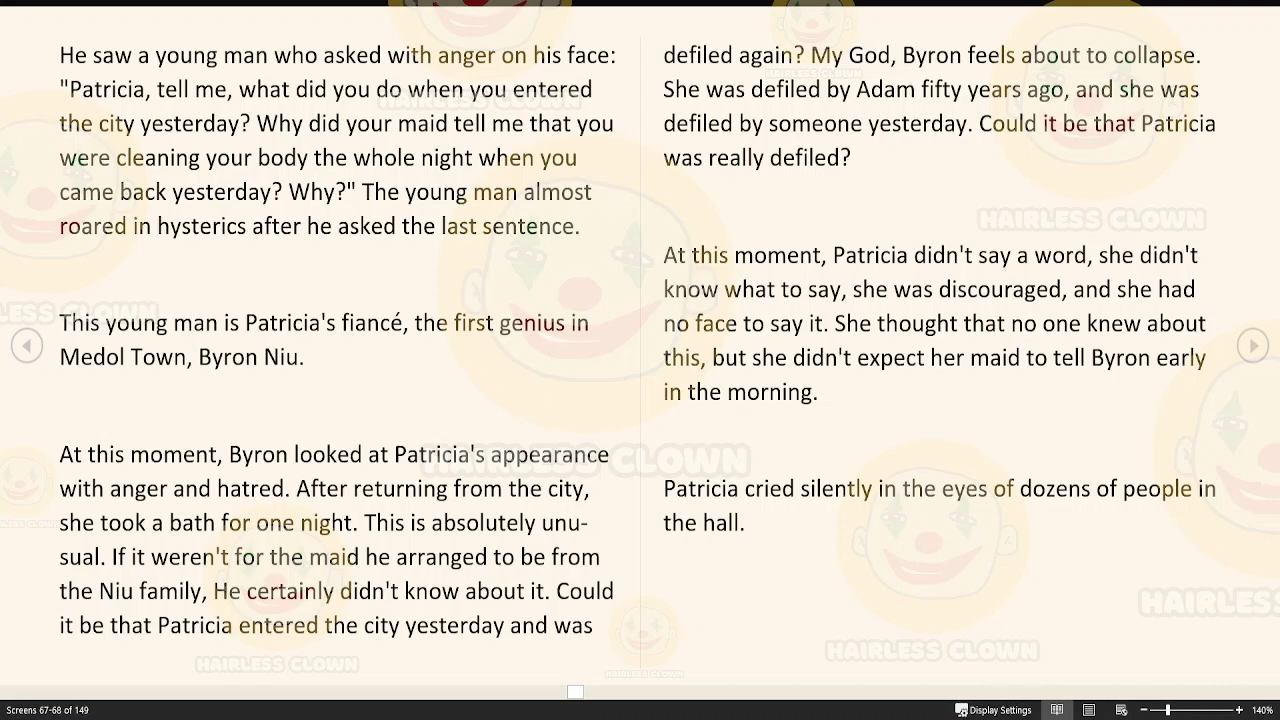 He saw a young man who asked with anger on his face:
"Patricia, tell me, what did you do when you entered
the city yesterday? Why did your maid tell me that you
were cleaning your body the whole night when you
came back yesterday? Why?" The young man almost
roared in hysterics after he asked the last sentence.
This young man is Patricia's fiancé, the first genius in
Medol Town, Byron Niu.
At this moment, Byron looked at Patricia's appearance
with anger and hatred. After returning from the city,
she took a bath for one night. This is absolutely unu-
sual. If it weren't for the maid he arranged to be from
the Niu family, He certainly didn't know about it. Could
it be that Patricia entered the city yesterday and was
defiled again? My God, Byron feels about to collapse.
She was defiled by Adam fifty years ago, and she was
defiled by someone yesterday. Could it be that Patricia
was really defiled?
At this moment, Patricia didn't say a word, she didn't
know what to say, she was discouraged, and she had
no face to say it. She thought that no one knew about
this, but she didn't expect her maid to tell Byron early
in the morning.
Patricia cried silently in the eyes of dozens of people in
the hall.
HAIRLESS CLOWN
HAIRLESS CLOWN
HAIRLESS CLOWN
HAIRLESS CLOWN
HAIRLESS CLOWN
HAIRLESS CLOWN
Screens 67-68 of 149
Display Settings
140%